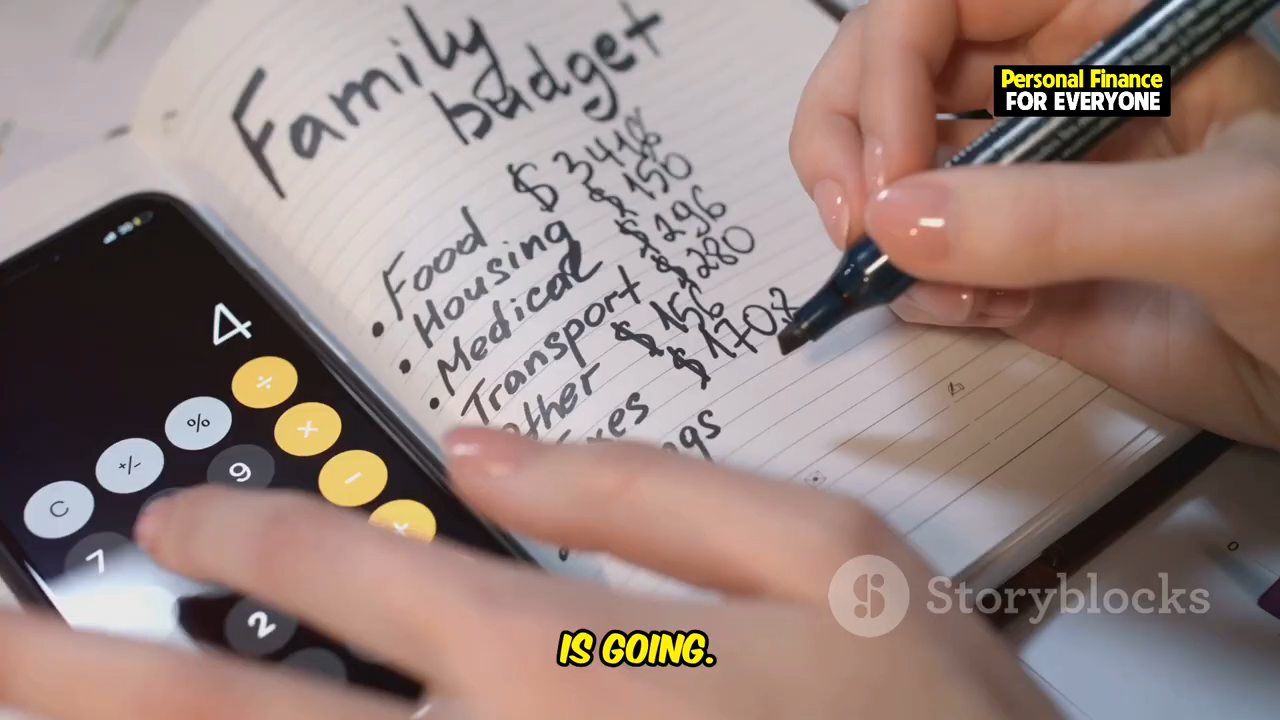 Family
budget
Personal Finance
FOR EVERYONE
Food $ 3418
Housing $ 150
Medical $ 296
Transport $ 280
other $ 156
$ 1708
4
÷
% ×
+/- 9 −
C
7
2
Storyblocks
IS GOING.